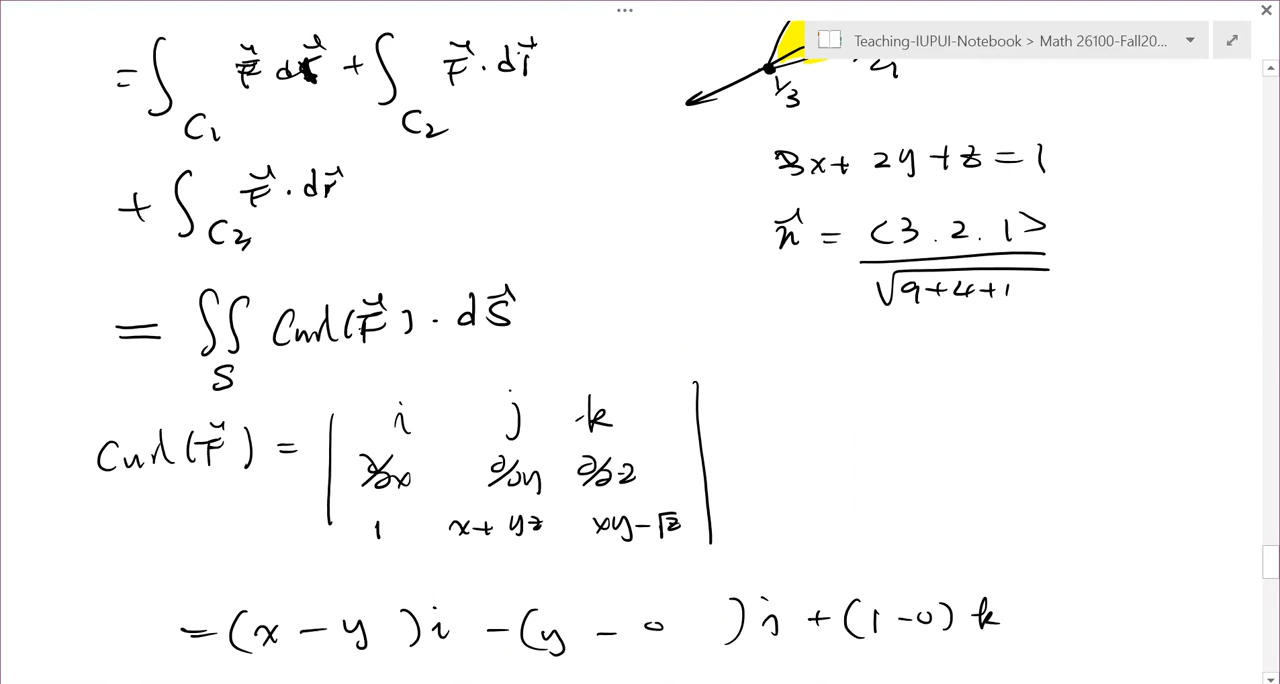 Teaching-IUPUI-Notebook > Math 26100-Fall20...
= ∫_{C1} F⃗ dr⃗ + ∫_{C2} F⃗ · dr⃗
1/3
+ ∫_{C3} F⃗ · dr⃗
3x + 2y + z = 1
n⃗ = <3 . 2 . 1> / √(9+4+1)
= ∬_S Curl(F⃗) · dS⃗
Curl(F⃗) = | i j k
∂/∂x ∂/∂y ∂/∂z
1 x + yz xy - √z |
= (x - y) i - (y - 0) j + (1 - 0) k